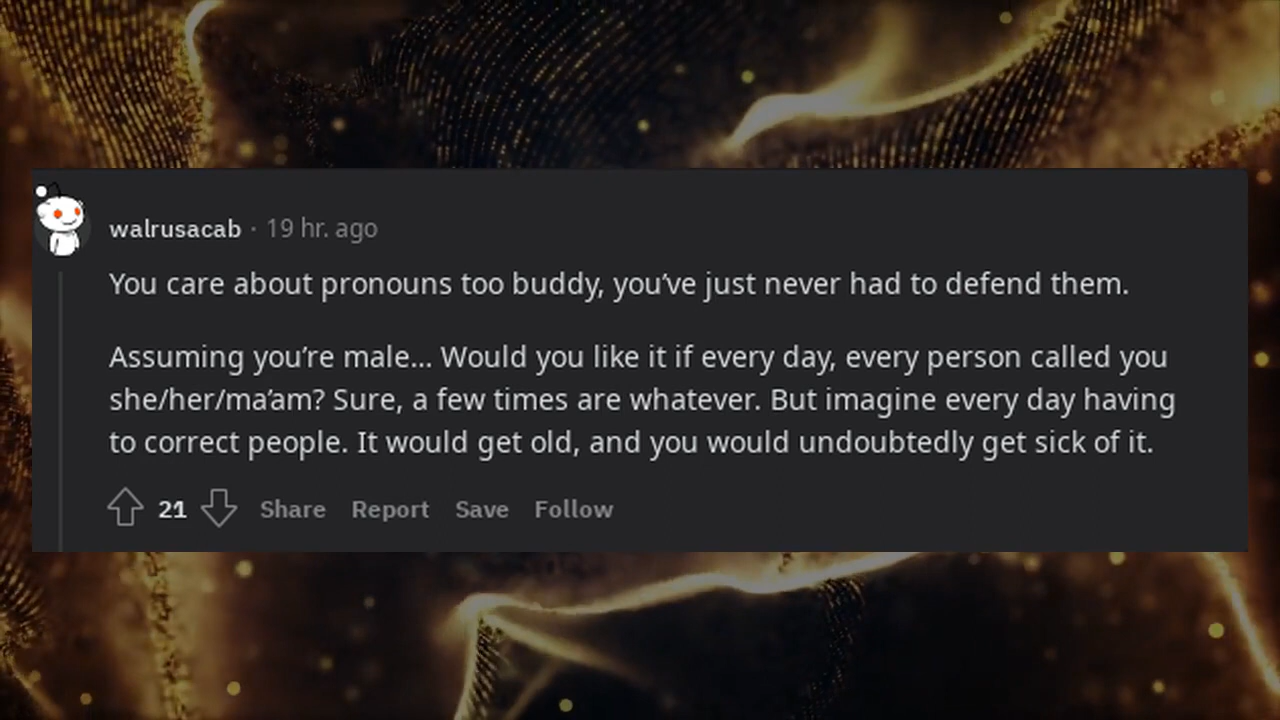 walrusacab · 19 hr. ago
You care about pronouns too buddy, you’ve just never had to defend them.
Assuming you’re male... Would you like it if every day, every person called you
she/her/ma’am? Sure, a few times are whatever. But imagine every day having
to correct people. It would get old, and you would undoubtedly get sick of it.
21 Share Report Save Follow